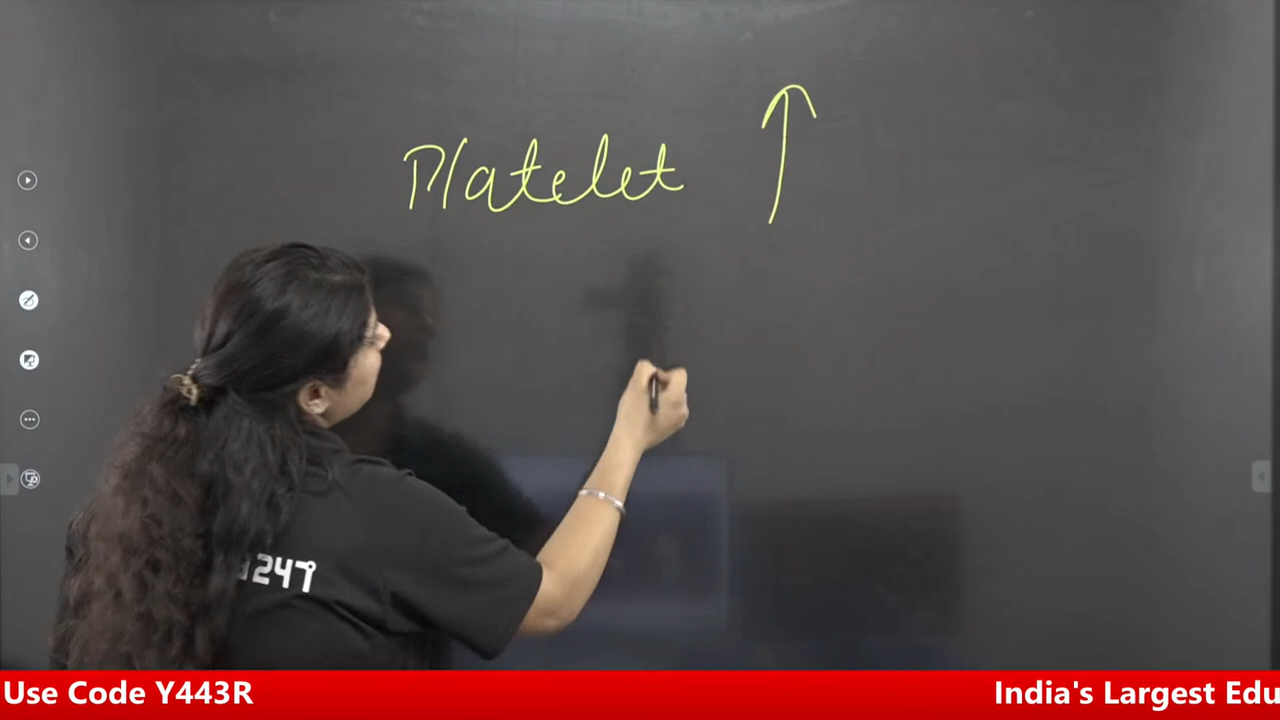 Platelet ↑
247
Use Code Y443R
India's Largest Edu